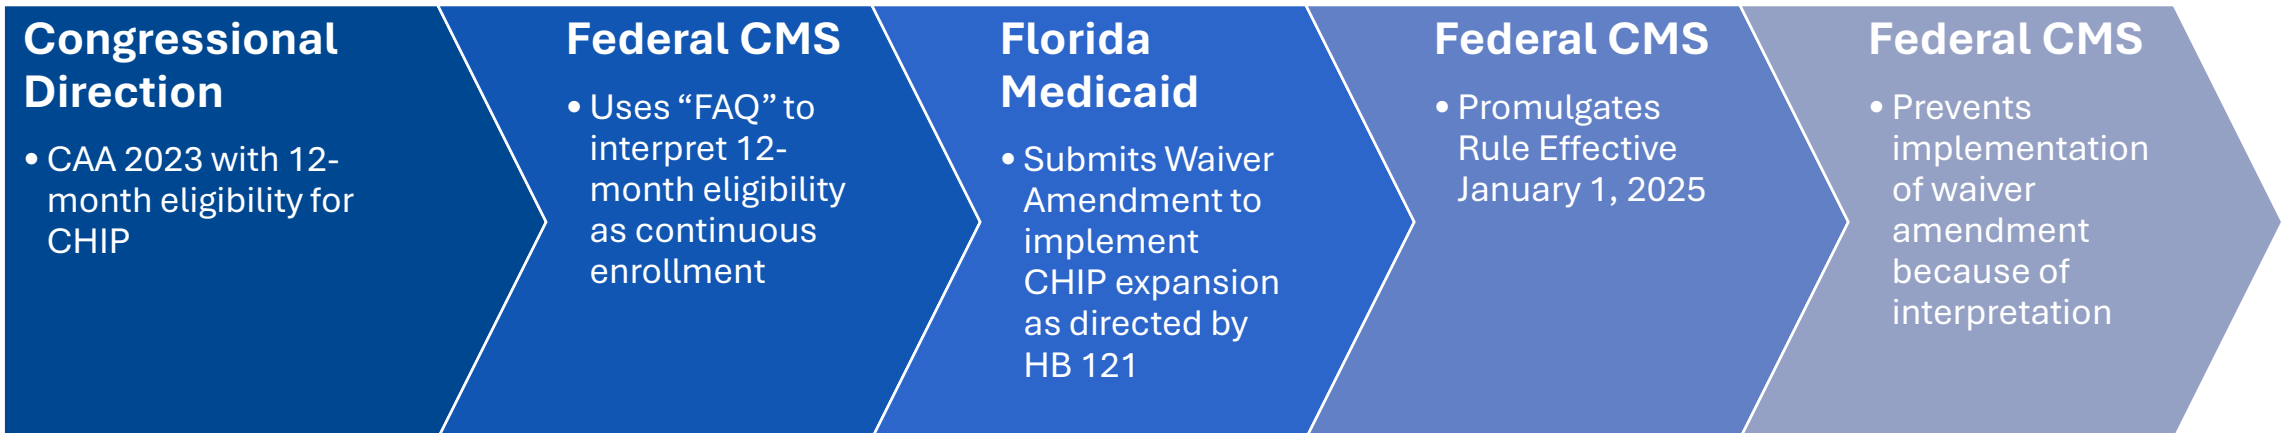 Congressional
Direction
• CAA 2023 with 12-
month eligibility for
CHIP
Federal CMS
• Uses “FAQ” to
interpret 12-
month eligibility
as continuous
enrollment
Florida
Medicaid
• Submits Waiver
Amendment to
implement
CHIP expansion
as directed by
HB 121
Federal CMS
• Promulgates
Rule Effective
January 1, 2025
Federal CMS
• Prevents
implementation
of waiver
amendment
because of
interpretation